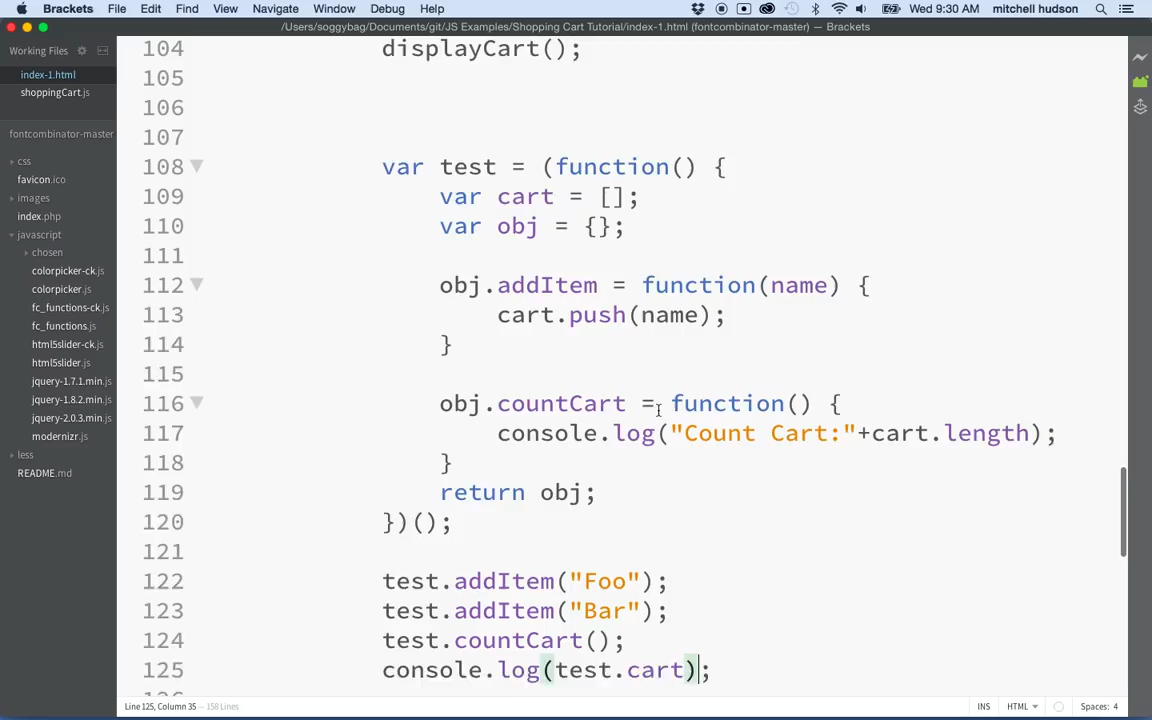 Brackets File Edit Find View Navigate Window Debug Help Wed 9:30 AM mitchell hudson
/Users/soggybag/Documents/git/JS Examples/Shopping Cart Tutorial/index-1.html (fontcombinator-master) — Brackets
Working Files
index-1.html
shoppingCart.js
fontcombinator-master
css
favicon.ico
images
index.php
javascript
chosen
colorpicker-ck.js
colorpicker.js
fc_functions-ck.js
fc_functions.js
html5slider-ck.js
html5slider.js
jquery-1.7.1.min.js
jquery-1.8.2.min.js
jquery-2.0.3.min.js
modernizr.js
less
README.md
104 displayCart();
105
106
107
108 var test = (function() {
109 var cart = [];
110 var obj = {};
111
112 obj.addItem = function(name) {
113 cart.push(name);
114 }
115
116 obj.countCart = function() {
117 console.log("Count Cart:"+cart.length);
118 }
119 return obj;
120 })();
121
122 test.addItem("Foo");
123 test.addItem("Bar");
124 test.countCart();
125 console.log(test.cart);
Line 125, Column 35 — 158 Lines INS HTML Spaces: 4